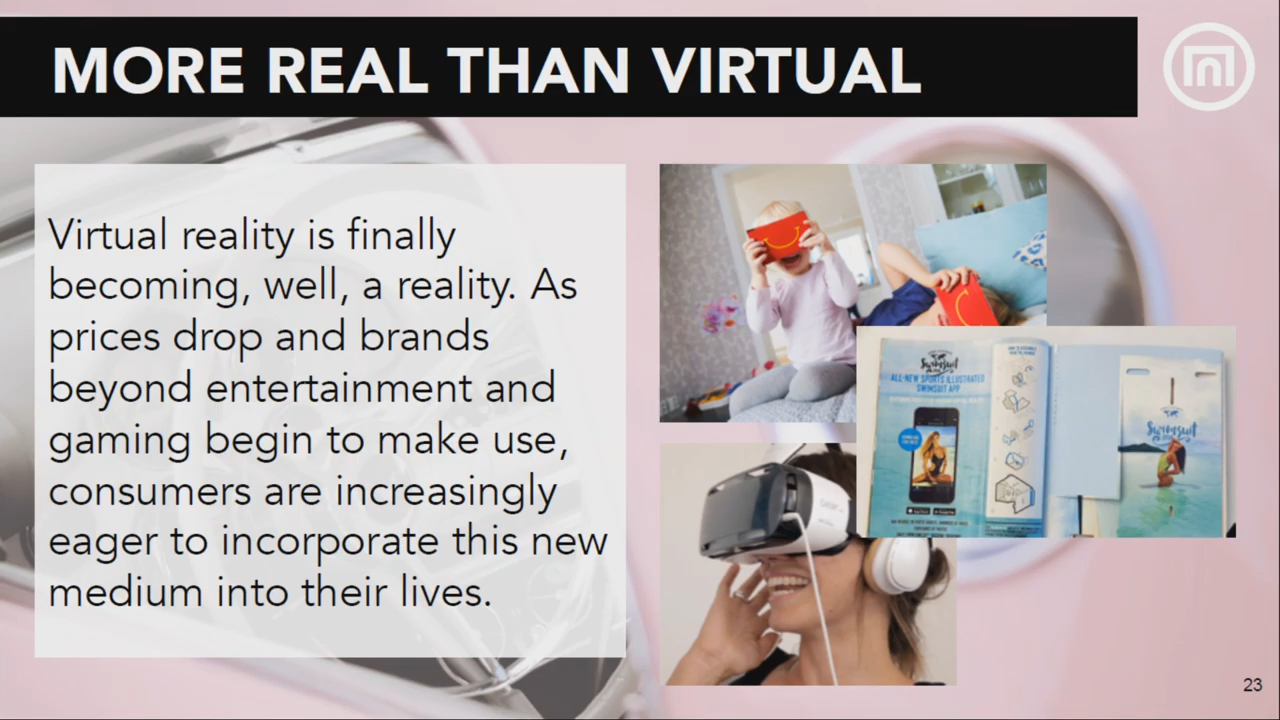 MORE REAL THAN VIRTUAL
Virtual reality is finally
becoming, well, a reality. As
prices drop and brands
beyond entertainment and
gaming begin to make use,
consumers are increasingly
eager to incorporate this new
medium into their lives.
Swimsuit
ALL-NEW SPORTS ILLUSTRATED
SWIMSUIT APP
Swimsuit
23